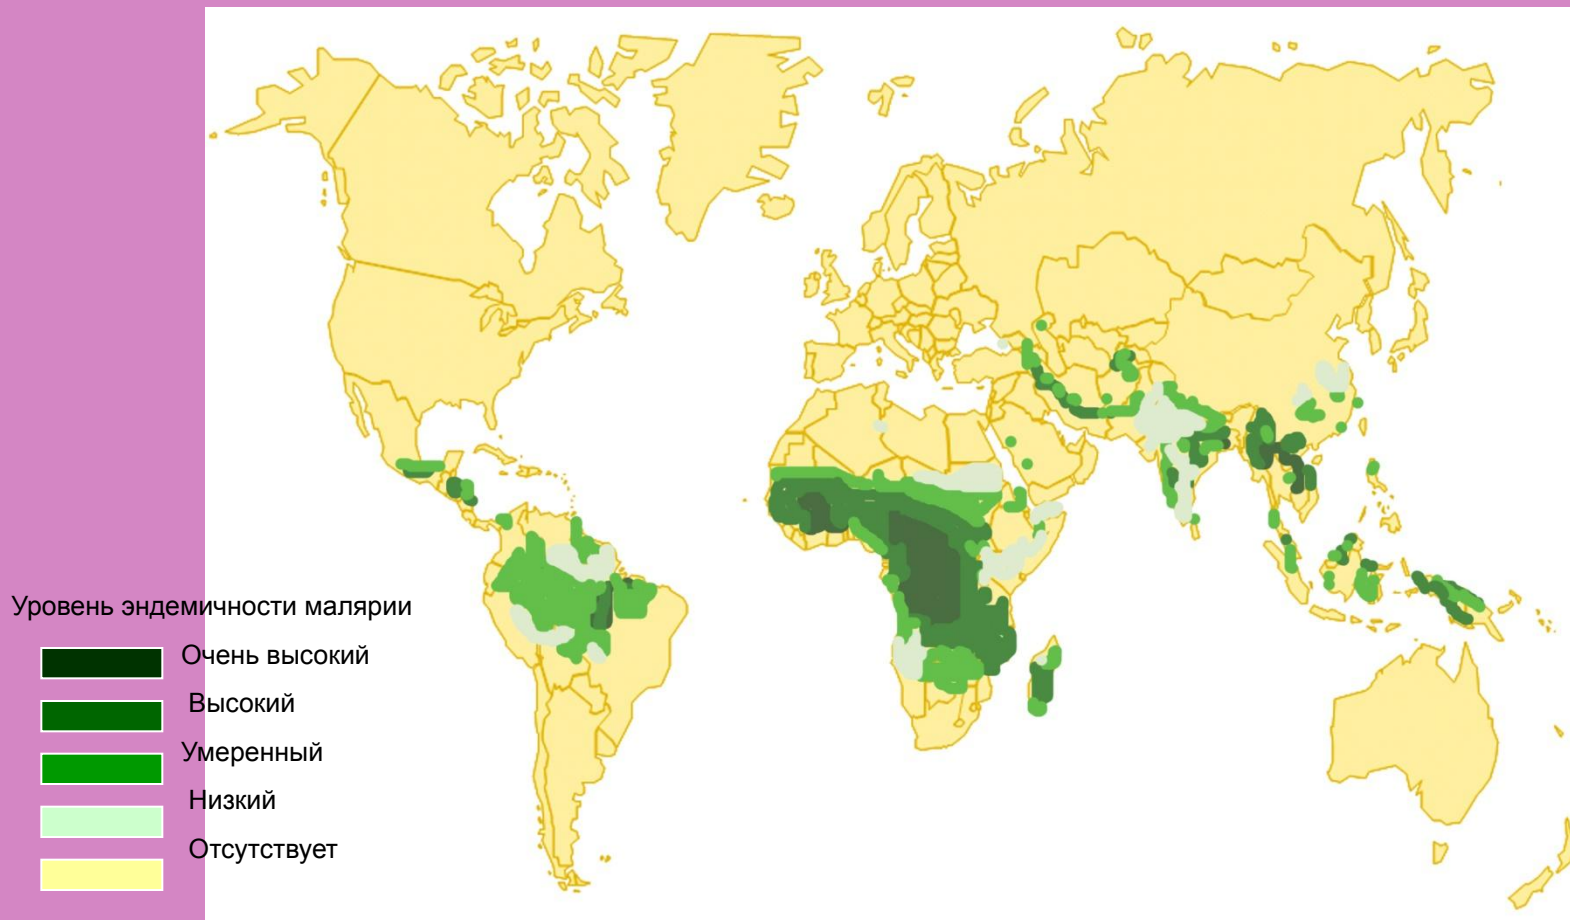 Уровень эндемичности малярии
Очень высокий
Высокий
Умеренный
Низкий
Отсутствует